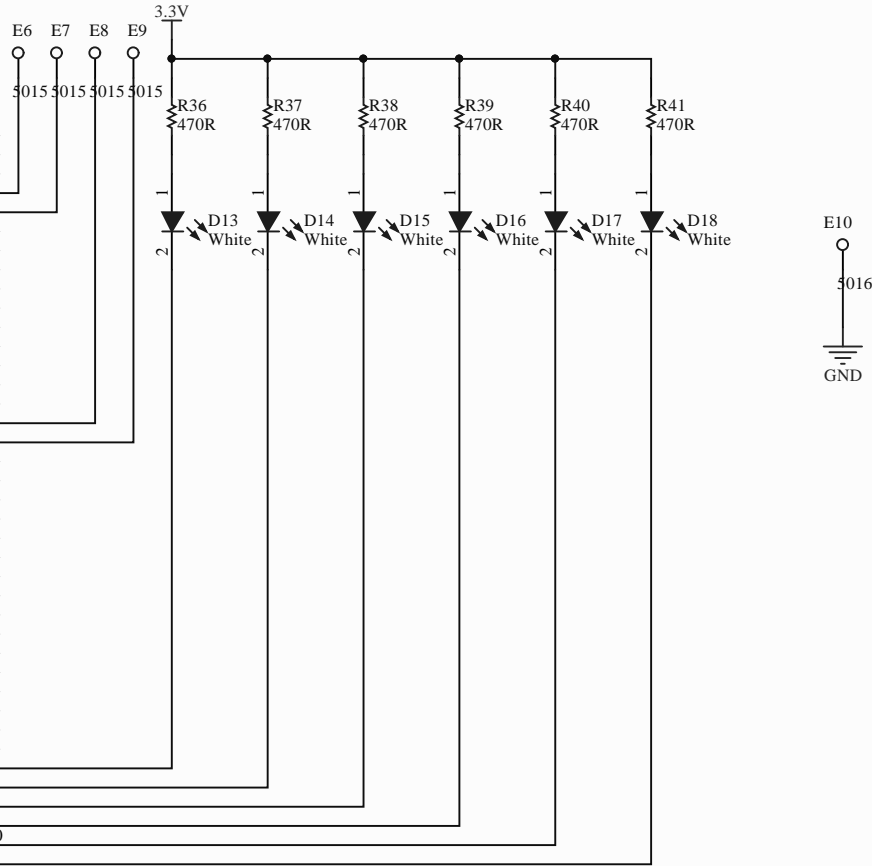 3.3V
E6 E7 E8 E9
5015 5015 5015 5015
R36 R37 R38 R39 R40 R41
470R 470R 470R 470R 470R 470R
1 1 1 1 1 1
D13 D14 D15 D16 D17 D18
White White White White White White
2 2 2 2 2 2
E10
5016
GND